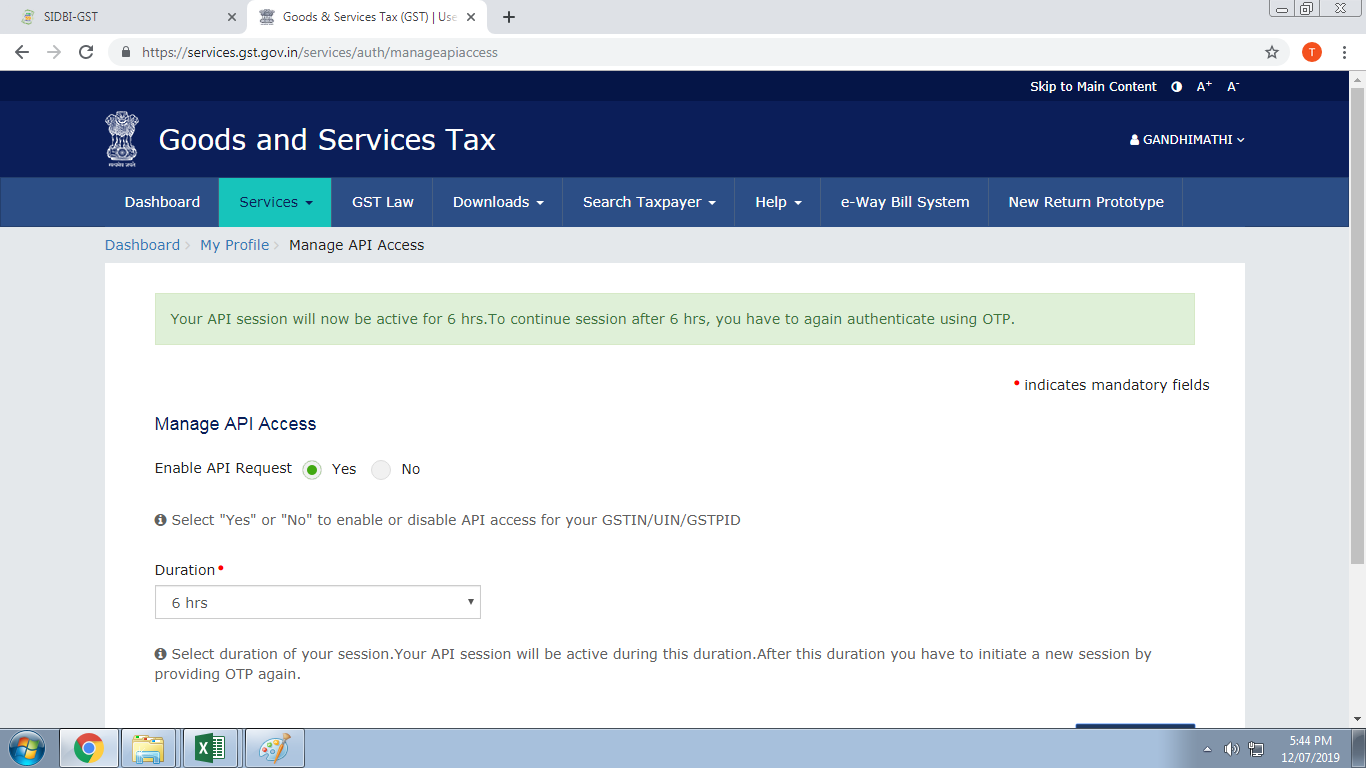 SIDBI-GST
Goods & Services Tax (GST) | Use
https://services.gst.gov.in/services/auth/manageapiaccess
T
Skip to Main Content A+ A-
Goods and Services Tax
GANDHIMATHI
Dashboard Services GST Law Downloads Search Taxpayer Help e-Way Bill System New Return Prototype
Dashboard My Profile Manage API Access
Your API session will now be active for 6 hrs.To continue session after 6 hrs, you have to again authenticate using OTP.
• indicates mandatory fields
Manage API Access
Enable API Request Yes No
Select "Yes" or "No" to enable or disable API access for your GSTIN/UIN/GSTPID
Duration•
6 hrs
Select duration of your session.Your API session will be active during this duration.After this duration you have to initiate a new session by
providing OTP again.
5:44 PM
12/07/2019